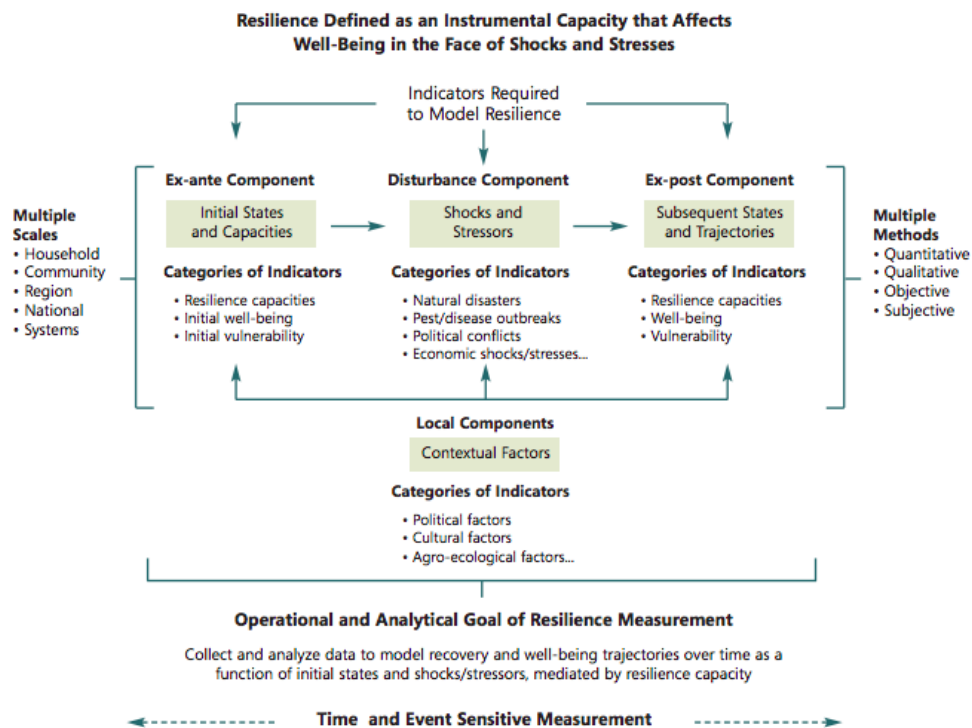 Resilience Defined as an Instrumental Capacity that Affects
Well-Being in the Face of Shocks and Stresses
Indicators Required
to Model Resilience
Ex-ante Component
Initial States
and Capacities
Categories of Indicators
• Resilience capacities
• Initial well-being
• Initial vulnerability
Disturbance Component
Shocks and
Stressors
Categories of Indicators
• Natural disasters
• Pest/disease outbreaks
• Political conflicts
• Economic shocks/stresses...
Ex-post Component
Subsequent States
and Trajectories
Categories of Indicators
• Resilience capacities
• Well-being
• Vulnerability
Multiple
Scales
• Household
• Community
• Region
• National
• Systems
Multiple
Methods
• Quantitative
• Qualitative
• Objective
• Subjective
Local Components
Contextual Factors
Categories of Indicators
• Political factors
• Cultural factors
• Agro-ecological factors...
Operational and Analytical Goal of Resilience Measurement
Collect and analyze data to model recovery and well-being trajectories over time as a
function of initial states and shocks/stressors, mediated by resilience capacity
Time and Event Sensitive Measurement